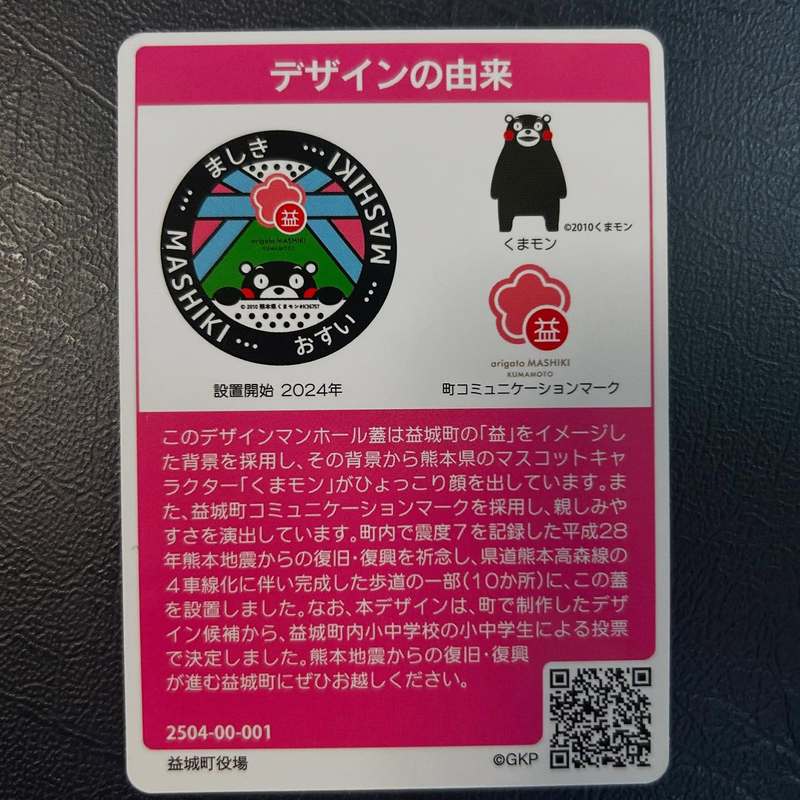 デザインの由来
ましき
MASHIKI
MASHIKI
おすい
益
arigato MASHIKI
KUMAMOTO
©2010 熊本県くまモン#K36757
設置開始 2024年
©2010くまモン
くまモン
益
arigato MASHIKI
KUMAMOTO
町コミュニケーションマーク
このデザインマンホール蓋は益城町の「益」をイメージし
た背景を採用し、その背景から熊本県のマスコットキャ
ラクター「くまモン」がひょっこり顔を出しています。ま
た、益城町コミュニケーションマークを採用し、親しみや
すさを演出しています。町内で震度7を記録した平成28
年熊本地震からの復旧・復興を祈念し、県道熊本高森線の
4車線化に伴い完成した歩道の一部(10か所)に、この蓋
を設置しました。なお、本デザインは、町で制作したデザ
イン候補から、益城町内小中学校の小中学生による投票
で決定しました。熊本地震からの復旧・復興
が進む益城町にぜひお越しください。
2504-00-001
益城町役場
©GKP